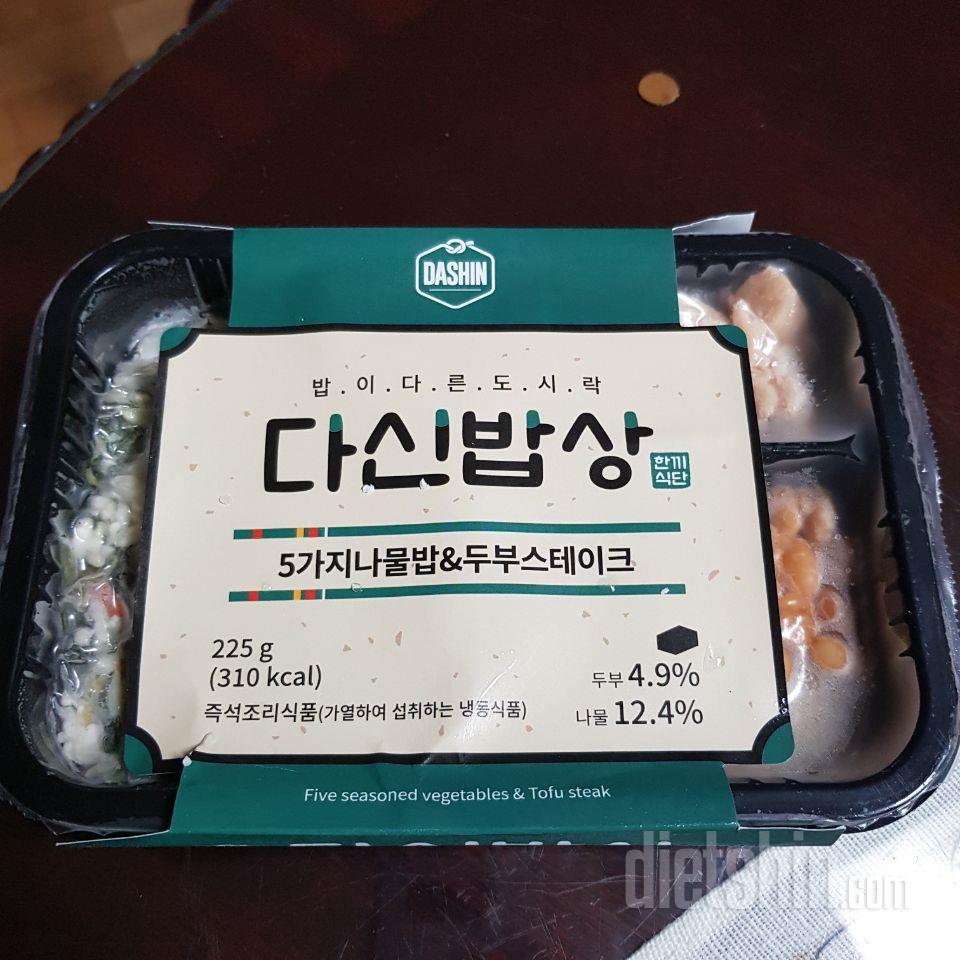 DASHIN
밥.이.다.른.도.시.락
다신밥상 한끼식단
5가지나물밥&두부스테이크
225 g
(310 kcal)
즉석조리식품(가열하여 섭취하는 냉동식품)
두부 4.9%
나물 12.4%
Five seasoned vegetables & Tofu steak
dietshin.com